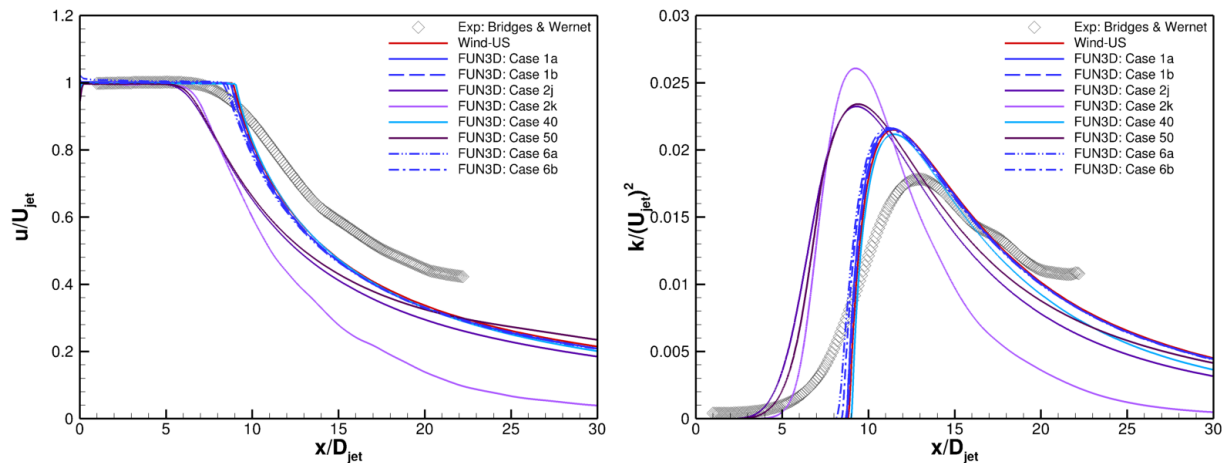 1.2
1
0.8
0.6
0.4
0.2
0
u/U_jet
0 5 10 15 20 25 30
x/D_jet
Exp: Bridges & Wernet
Wind-US
FUN3D: Case 1a
FUN3D: Case 1b
FUN3D: Case 2j
FUN3D: Case 2k
FUN3D: Case 40
FUN3D: Case 50
FUN3D: Case 6a
FUN3D: Case 6b
0.03
0.025
0.02
0.015
0.01
0.005
0
k/(U_jet)^2
0 5 10 15 20 25 30
x/D_jet
Exp: Bridges & Wernet
Wind-US
FUN3D: Case 1a
FUN3D: Case 1b
FUN3D: Case 2j
FUN3D: Case 2k
FUN3D: Case 40
FUN3D: Case 50
FUN3D: Case 6a
FUN3D: Case 6b